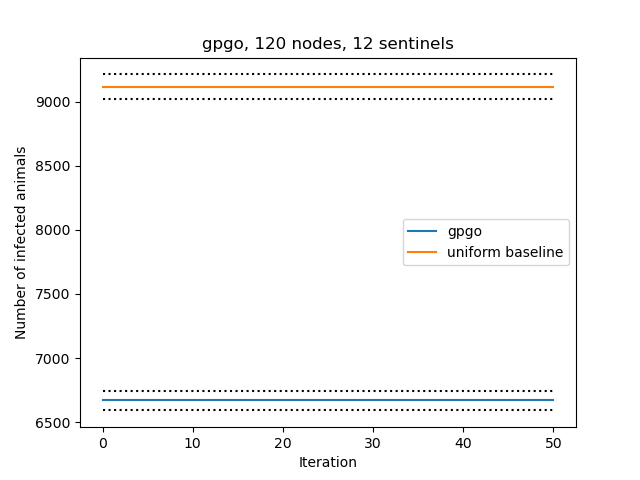 gpgo, 120 nodes, 12 sentinels
Number of infected animals
9000
8500
8000
7500
7000
6500
gpgo
uniform baseline
0 10 20 30 40 50
Iteration